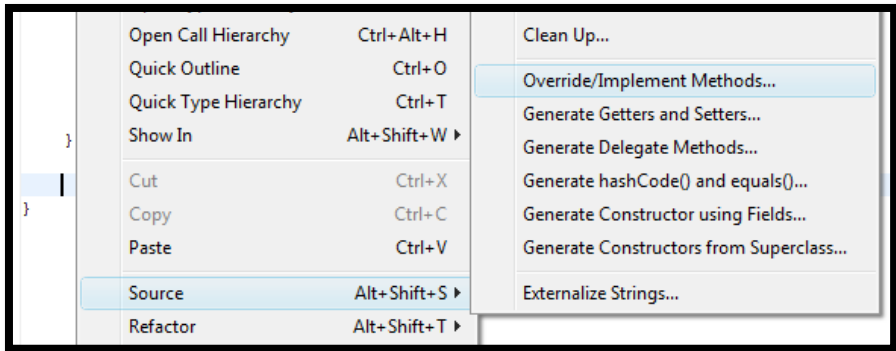 Open Call Hierarchy Ctrl+Alt+H
Quick Outline Ctrl+O
Quick Type Hierarchy Ctrl+T
Show In Alt+Shift+W
Cut Ctrl+X
Copy Ctrl+C
Paste Ctrl+V
Source Alt+Shift+S
Refactor Alt+Shift+T
Clean Up...
Override/Implement Methods...
Generate Getters and Setters...
Generate Delegate Methods...
Generate hashCode() and equals()...
Generate Constructor using Fields...
Generate Constructors from Superclass...
Externalize Strings...
}
}